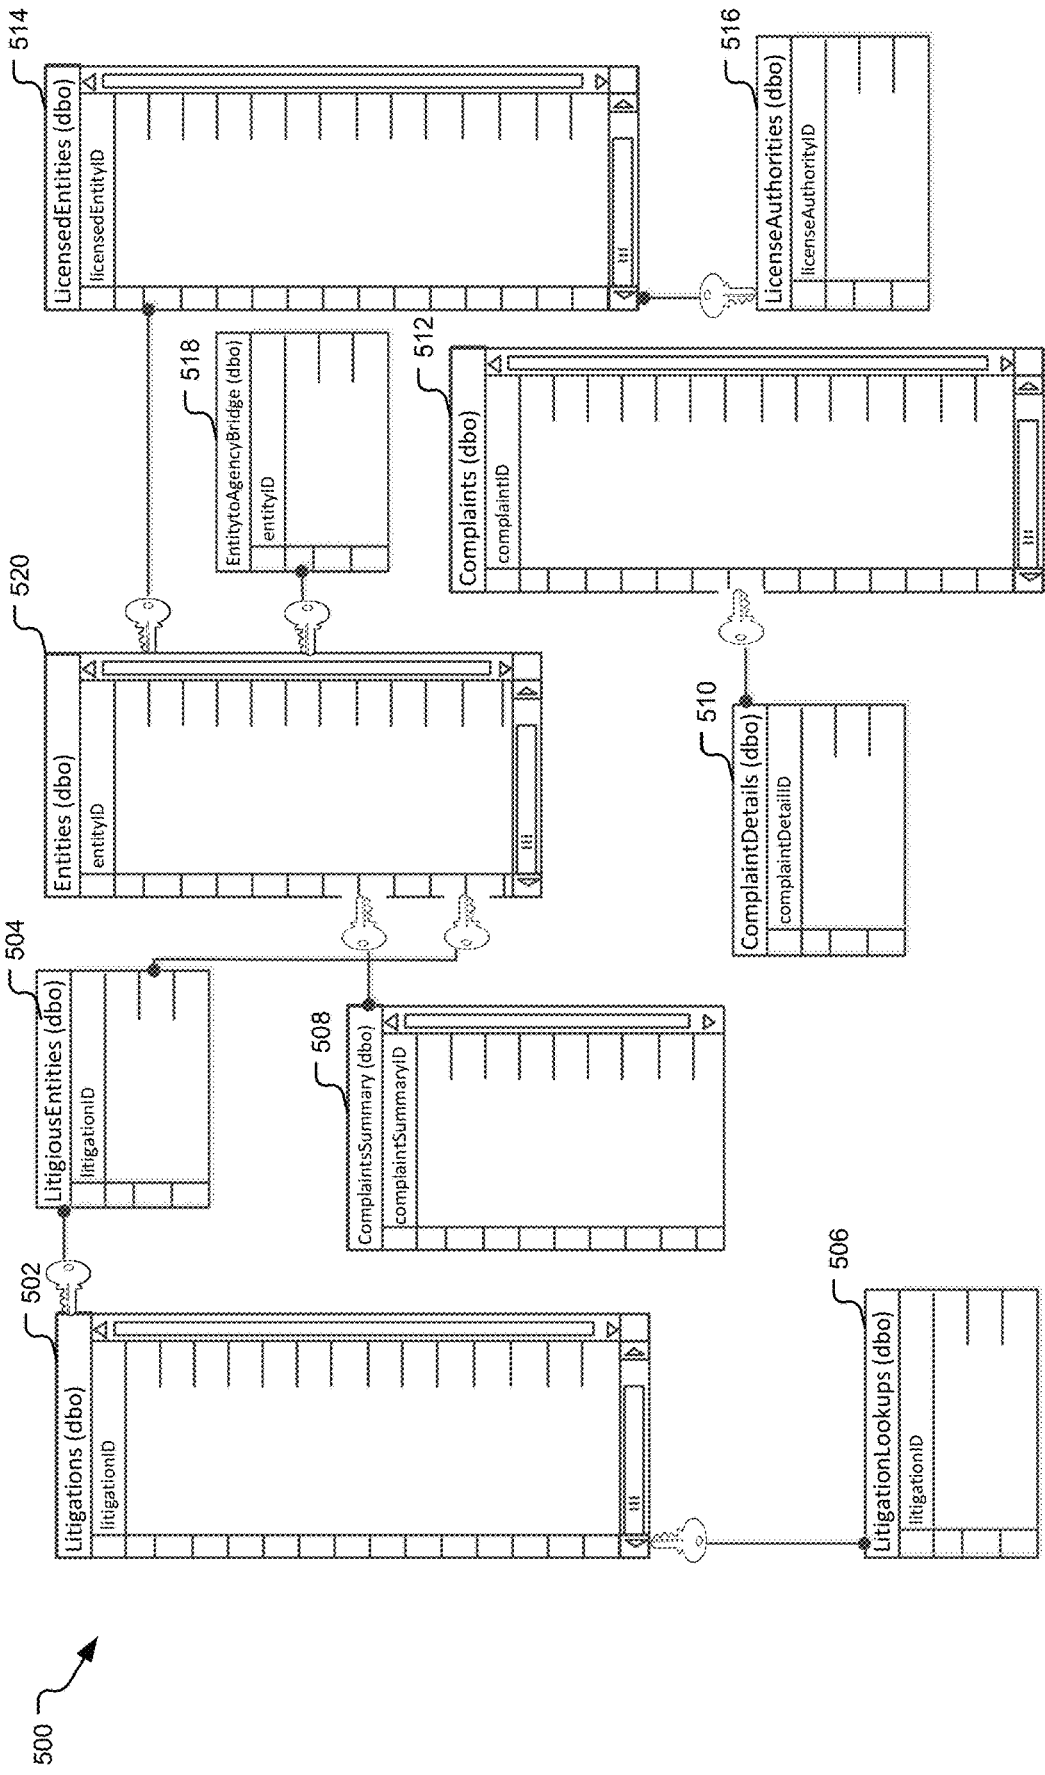 500
502
Litigations (dbo)
litigationID
504
LitigiousEntities (dbo)
litigationID
520
Entities (dbo)
entityID
514
LicensedEntities (dbo)
licensedEntityID
518
EntitytoAgencyBridge (dbo)
entityID
508
ComplaintsSummary (dbo)
complaintSummaryID
512
Complaints (dbo)
complaintID
506
LitigationLookups (dbo)
litigationID
510
ComplaintDetails (dbo)
complaintDetailID
516
LicenseAuthorities (dbo)
licenseAuthorityID